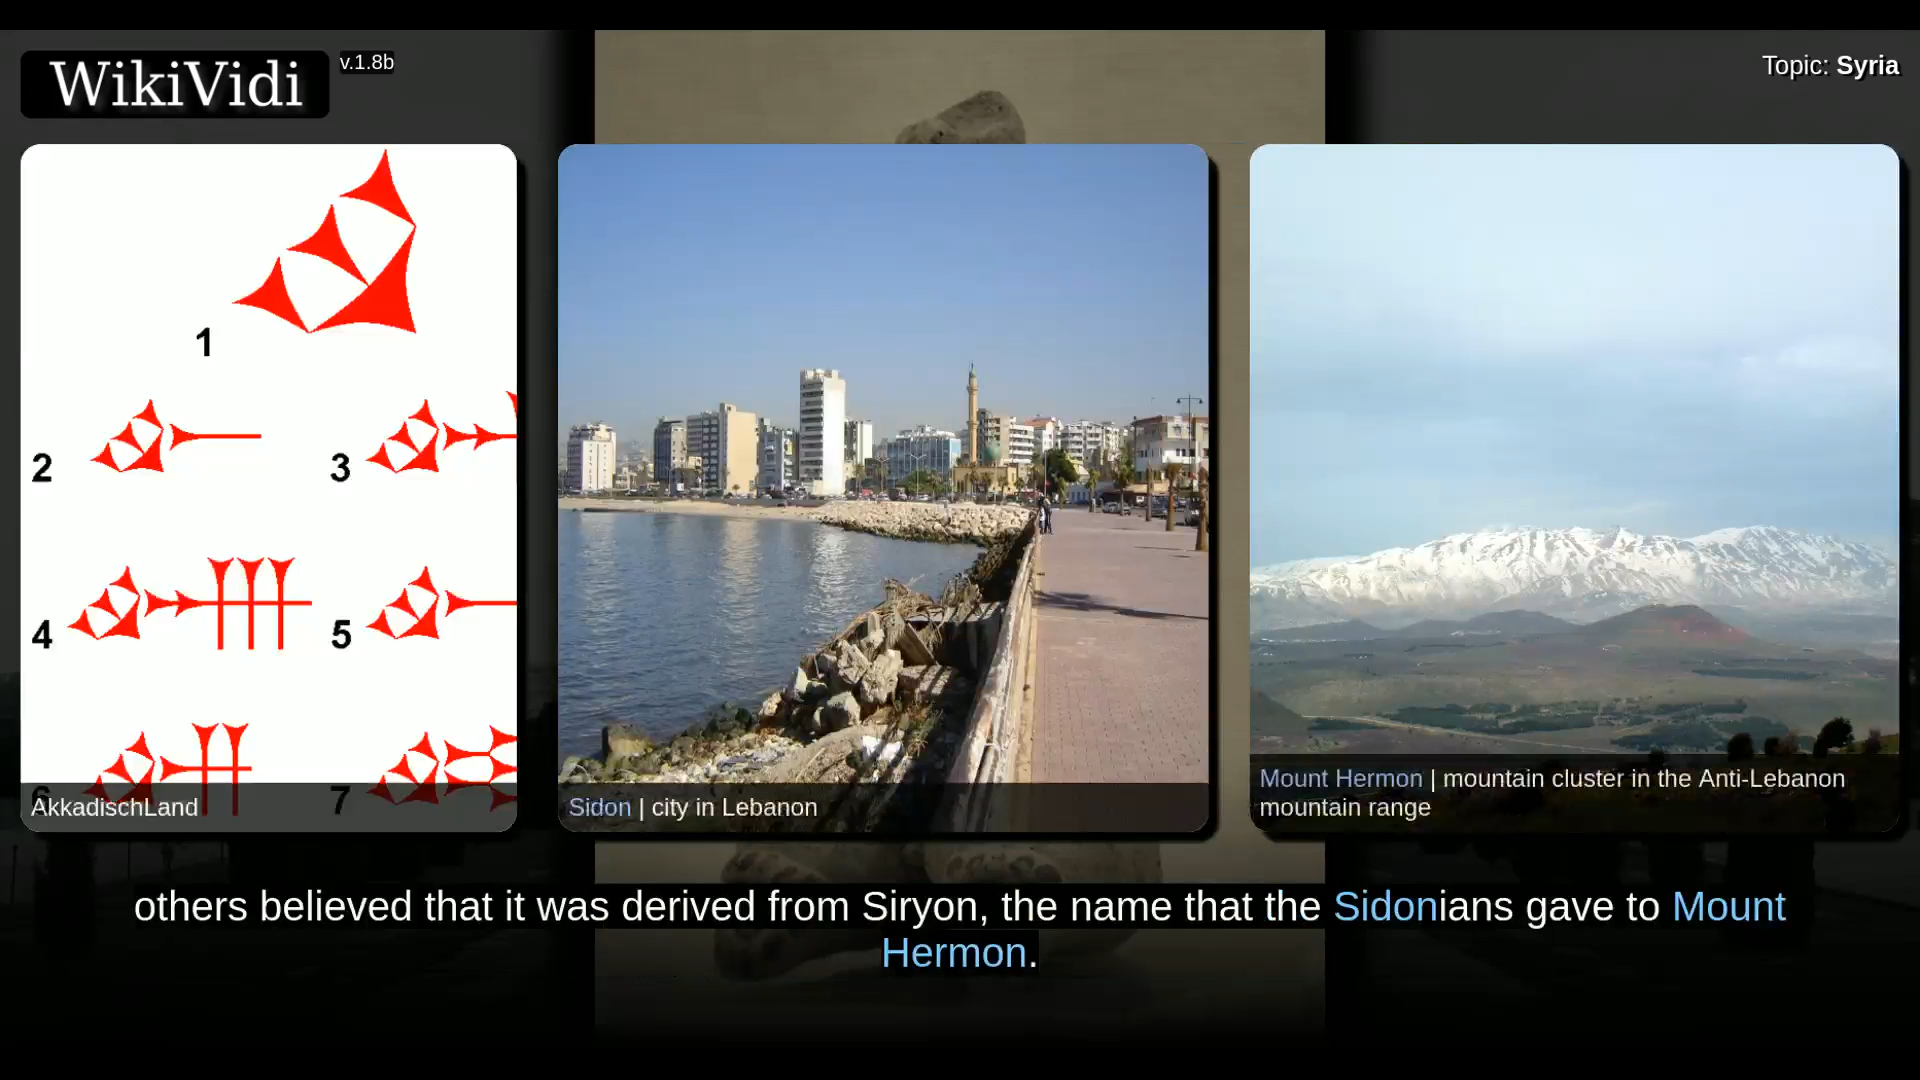 WikiVidi
v.1.8b
Topic: Syria
1
2
3
4
5
6
7
AkkadischLand
Sidon | city in Lebanon
Mount Hermon | mountain cluster in the Anti-Lebanon
mountain range
others believed that it was derived from Siryon, the name that the Sidonians gave to Mount
Hermon.